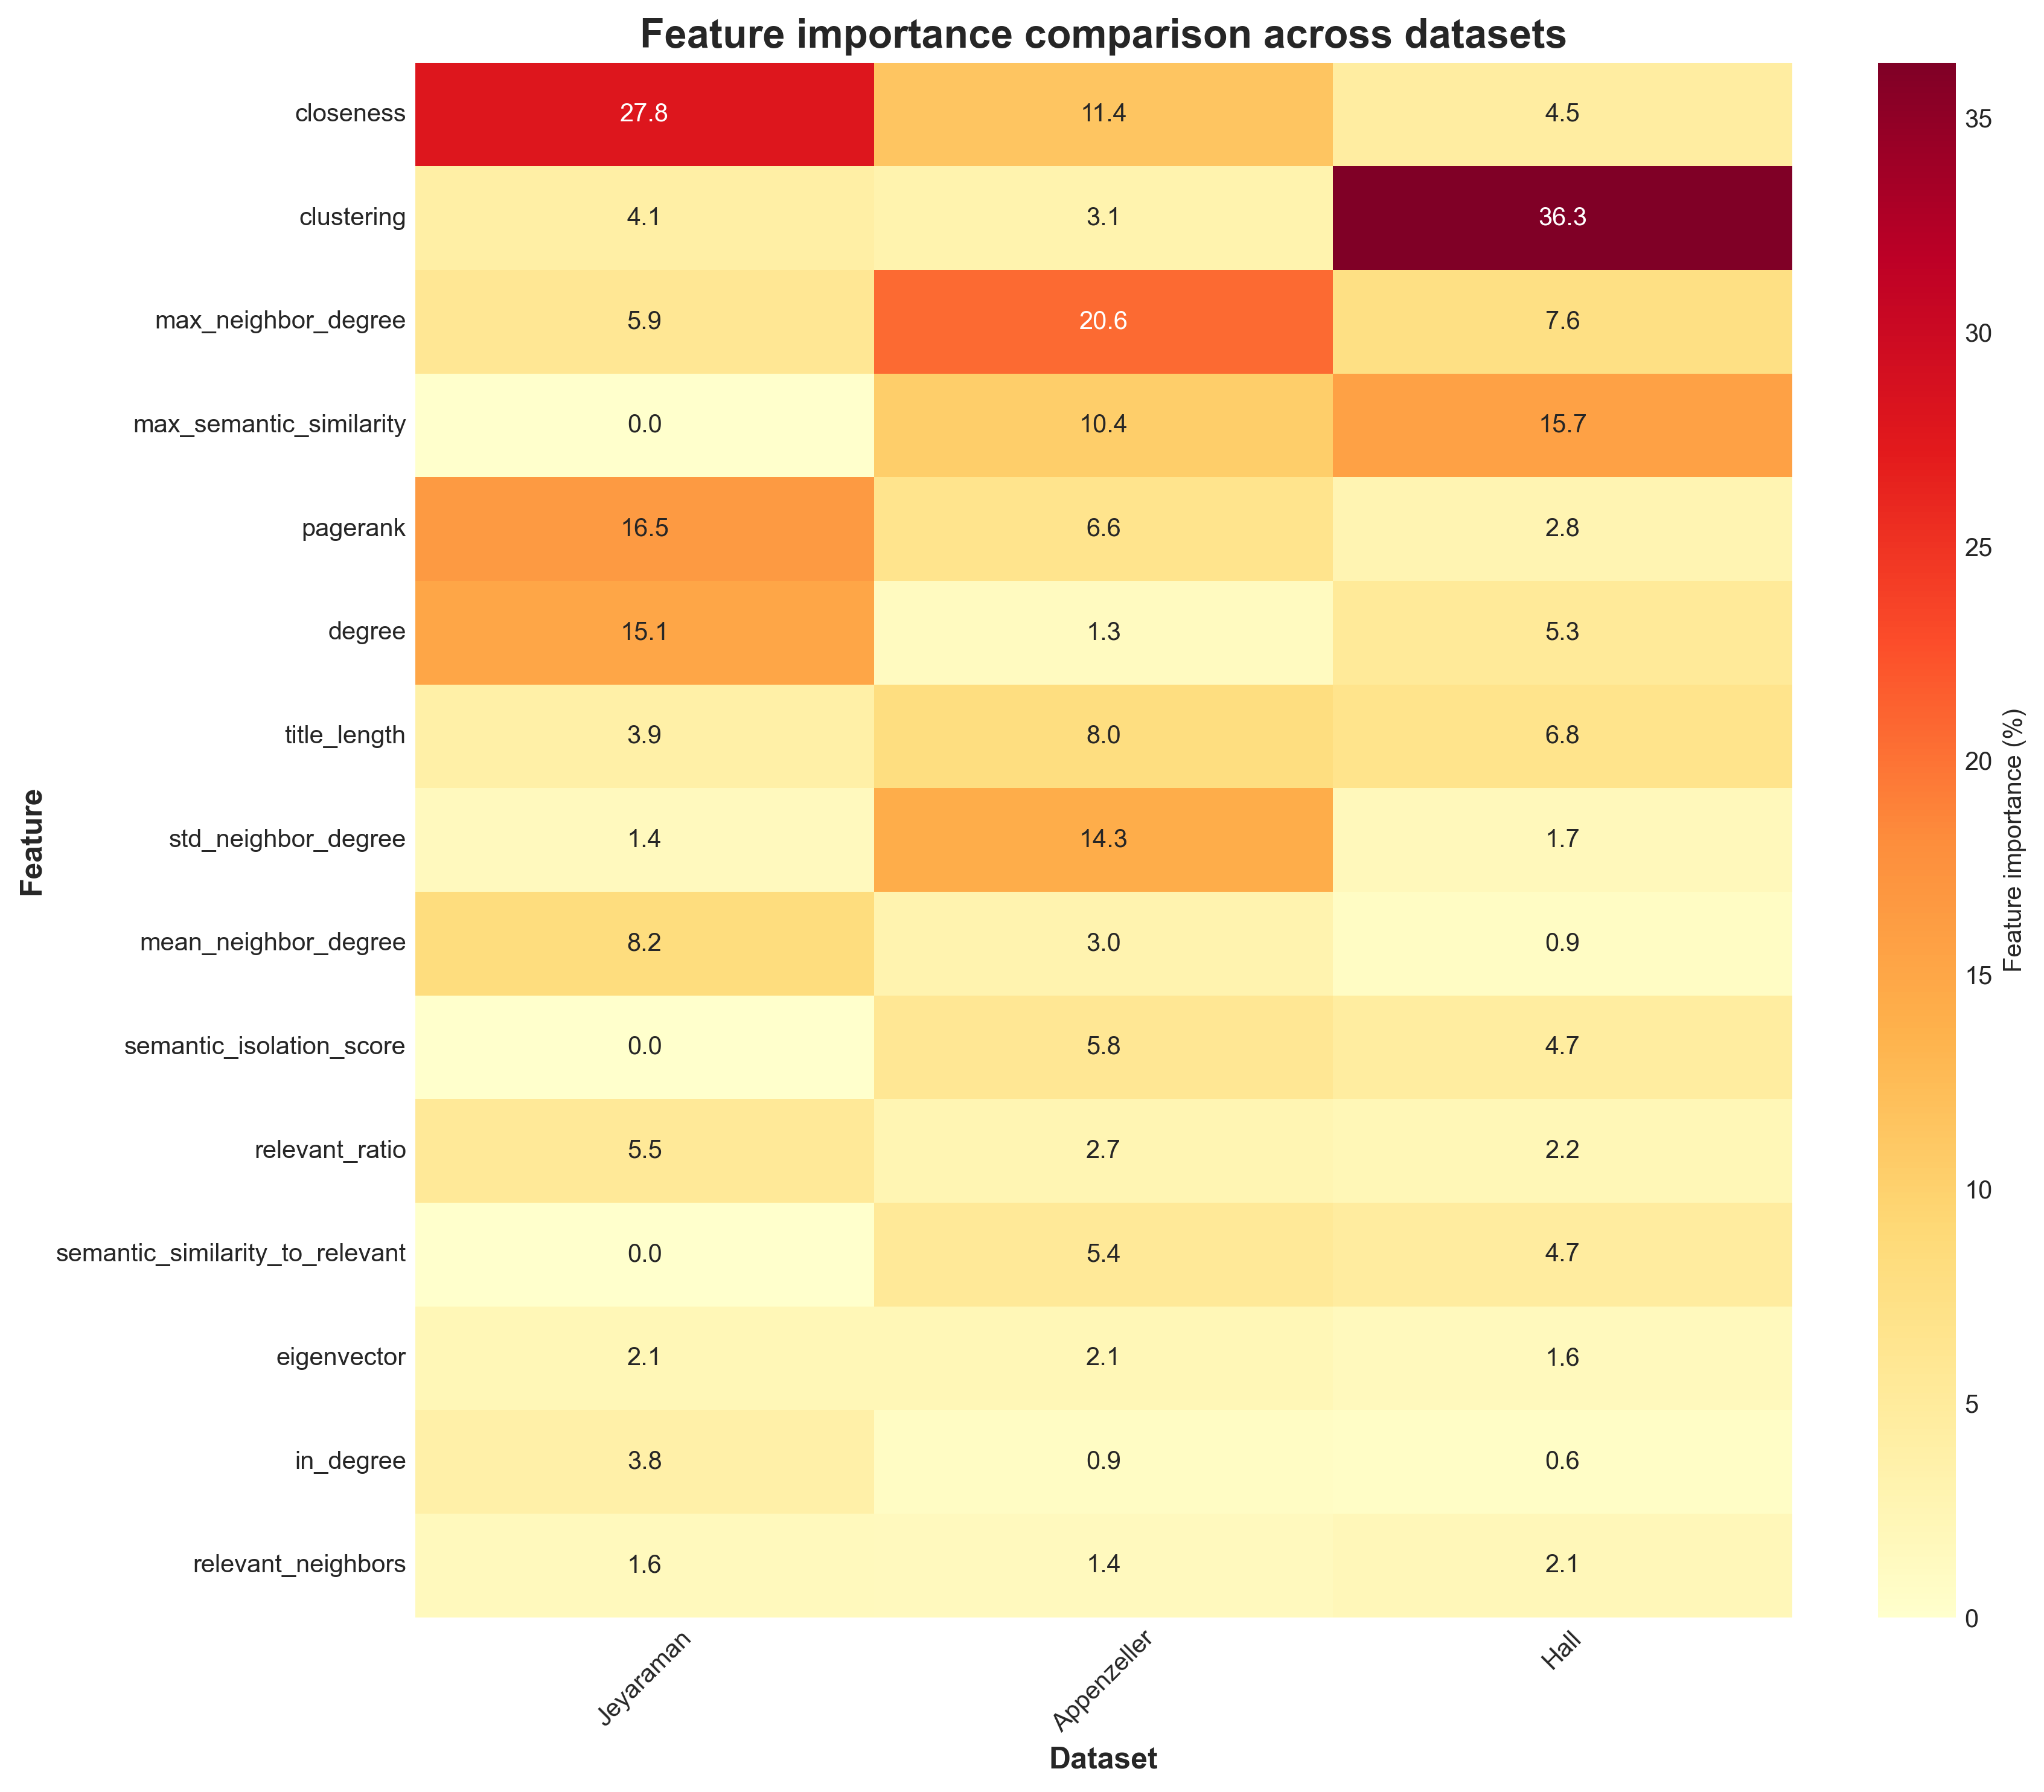 Feature importance comparison across datasets
closeness 27.8 11.4 4.5
clustering 4.1 3.1 36.3
max_neighbor_degree 5.9 20.6 7.6
max_semantic_similarity 0.0 10.4 15.7
pagerank 16.5 6.6 2.8
degree 15.1 1.3 5.3
title_length 3.9 8.0 6.8
std_neighbor_degree 1.4 14.3 1.7
mean_neighbor_degree 8.2 3.0 0.9
semantic_isolation_score 0.0 5.8 4.7
relevant_ratio 5.5 2.7 2.2
semantic_similarity_to_relevant 0.0 5.4 4.7
eigenvector 2.1 2.1 1.6
in_degree 3.8 0.9 0.6
relevant_neighbors 1.6 1.4 2.1
Feature
Jeyaraman Appenzeller Hall
Dataset
35
30
25
20
15
10
5
0
Feature importance (%)